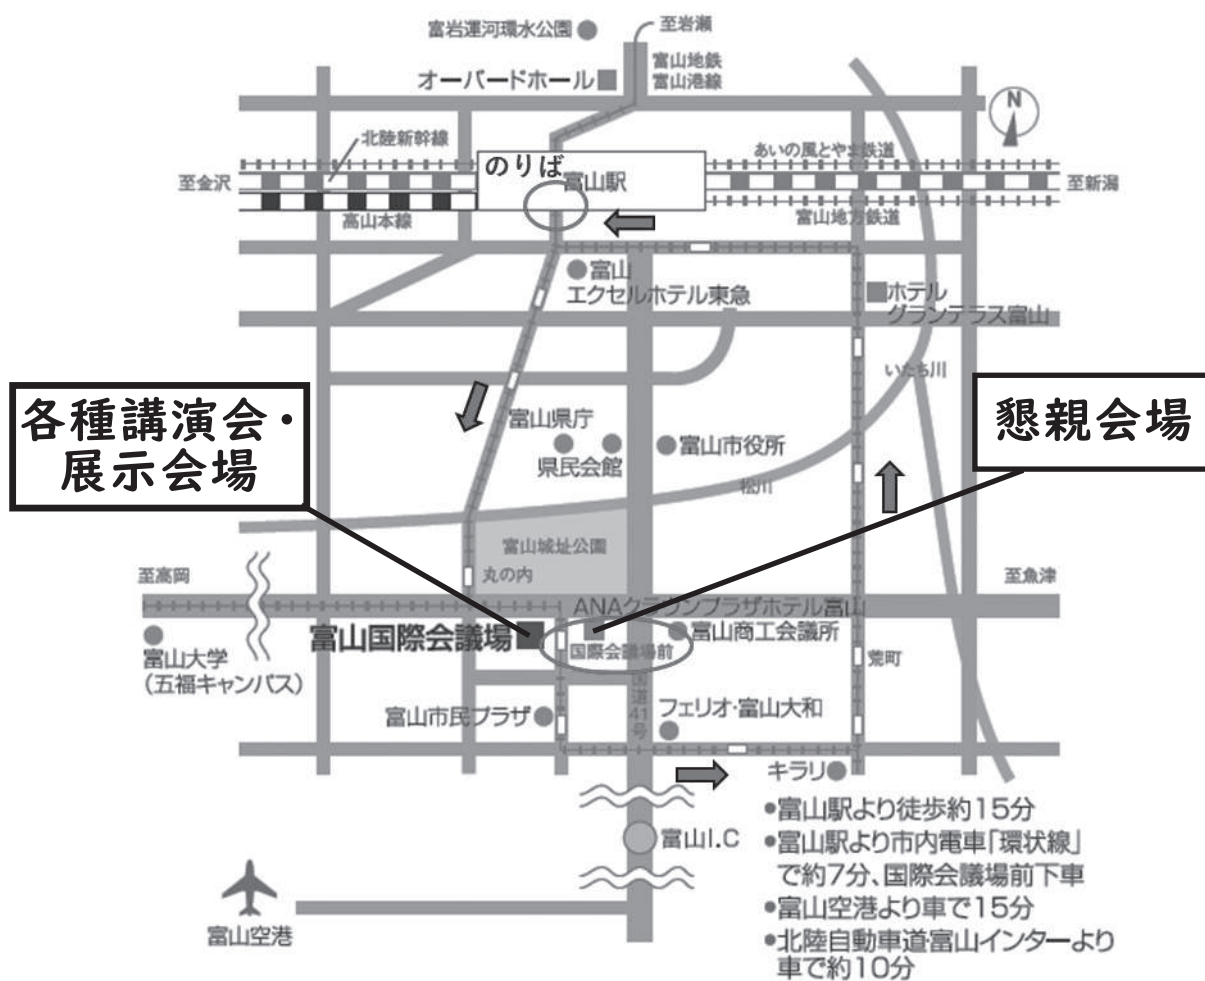 富岩運河環水公園
至岩瀬
富山地鉄
富山港線
オーバードホール
N
北陸新幹線
あいの風とやま鉄道
のりば
富山駅
至金沢
至新潟
高山本線
富山地方鉄道
富山
エクセルホテル東急
ホテル
グランテラス富山
いたち川
各種講演会・
展示会場
懇親会場
富山県庁
県民会館
富山市役所
松川
富山城址公園
至高岡
丸の内
至魚津
ANAクラウンプラザホテル富山
富山国際会議場
富山商工会議所
国際会議場前
富山大学
(五福キャンパス)
荒町
国道41号
富山市民プラザ
フェリオ・富山大和
キラリ
●富山駅より徒歩約15分
富山I.C
●富山駅より市内電車「環状線」
で約7分、国際会議場前下車
●富山空港より車で15分
富山空港
●北陸自動車道富山インターより
車で約10分